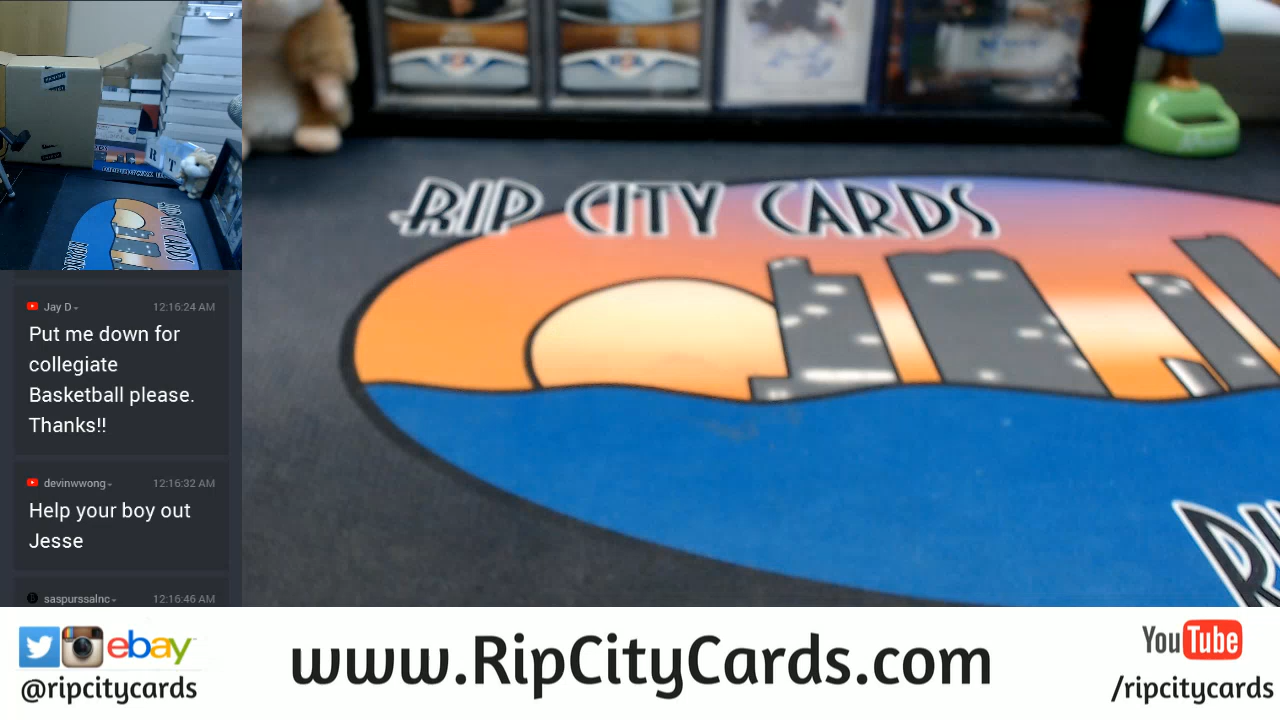 RIP CITY CARDS
Jay D
12:16:24 AM
Put me down for
collegiate
Basketball please.
Thanks!!
devinwwong
12:16:32 AM
Help your boy out
Jesse
saspurssalnc
12:16:46 AM
ebay
@ripcitycards
www.RipCityCards.com
YouTube
/ripcitycards